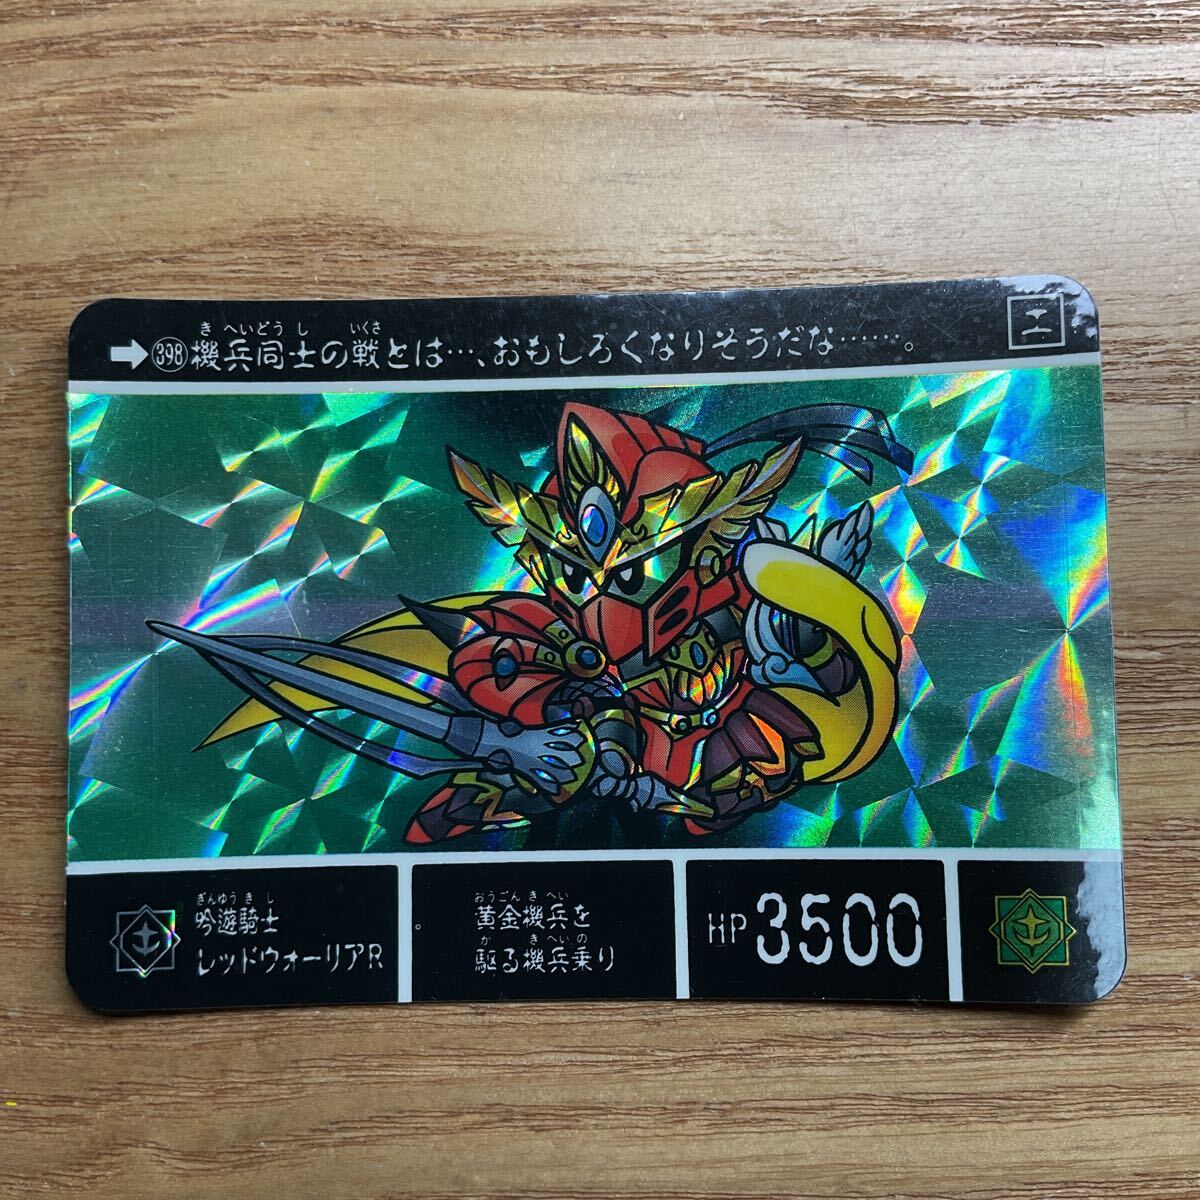 き へいどう し いくさ
➡398 機兵同士の戦とは…、おもしろくなりそうだな……。
エ
ぎんゆう き し
吟遊騎士
レッドウォーリアR
おうごん き へい
黄金機兵を
か き へい の
駆る機兵乗り
HP 3500